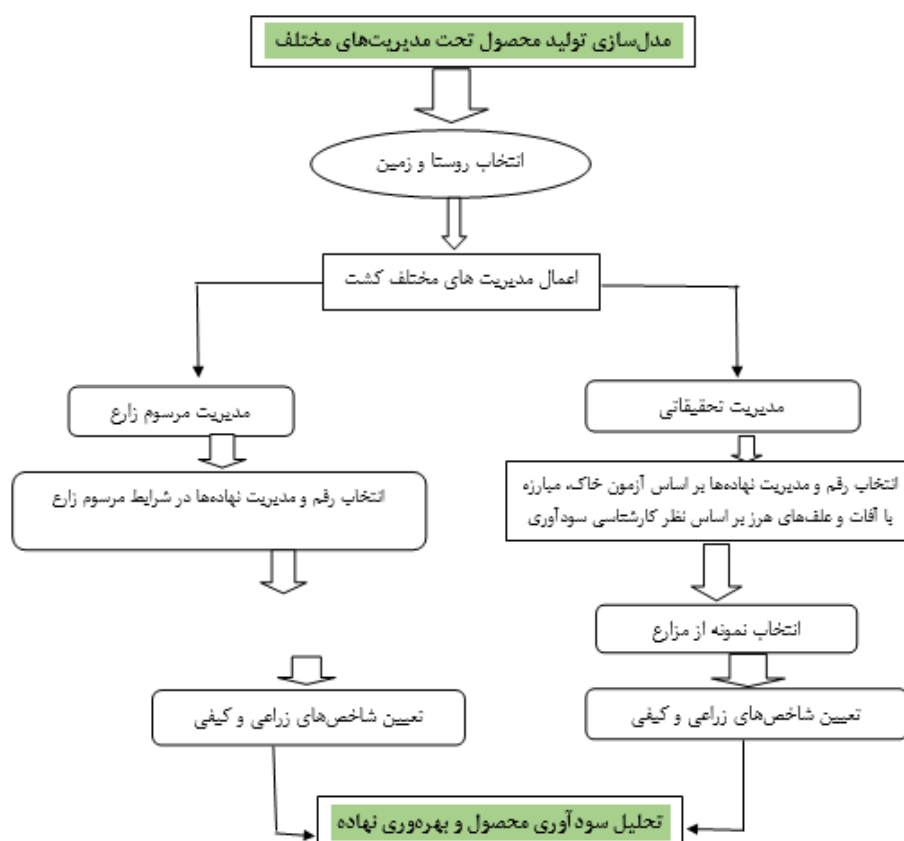 مدل‌سازی تولید محصول تحت مدیریت‌های مختلف
انتخاب روستا و زمین
اعمال مدیریت های مختلف کشت
مدیریت تحقیقاتی
انتخاب رقم و مدیریت نهاده‌ها بر اساس آزمون خاک، مبارزه
با آفات و علف‌های هرز بر اساس نظر کارشناسی سودآوری
انتخاب نمونه از مزارع
تعیین شاخص‌های زراعی و کیفی
مدیریت مرسوم زارع
انتخاب رقم و مدیریت نهاده‌ها در شرایط مرسوم زارع
تعیین شاخص‌های زراعی و کیفی
تحلیل سودآوری محصول و بهره‌وری نهاده